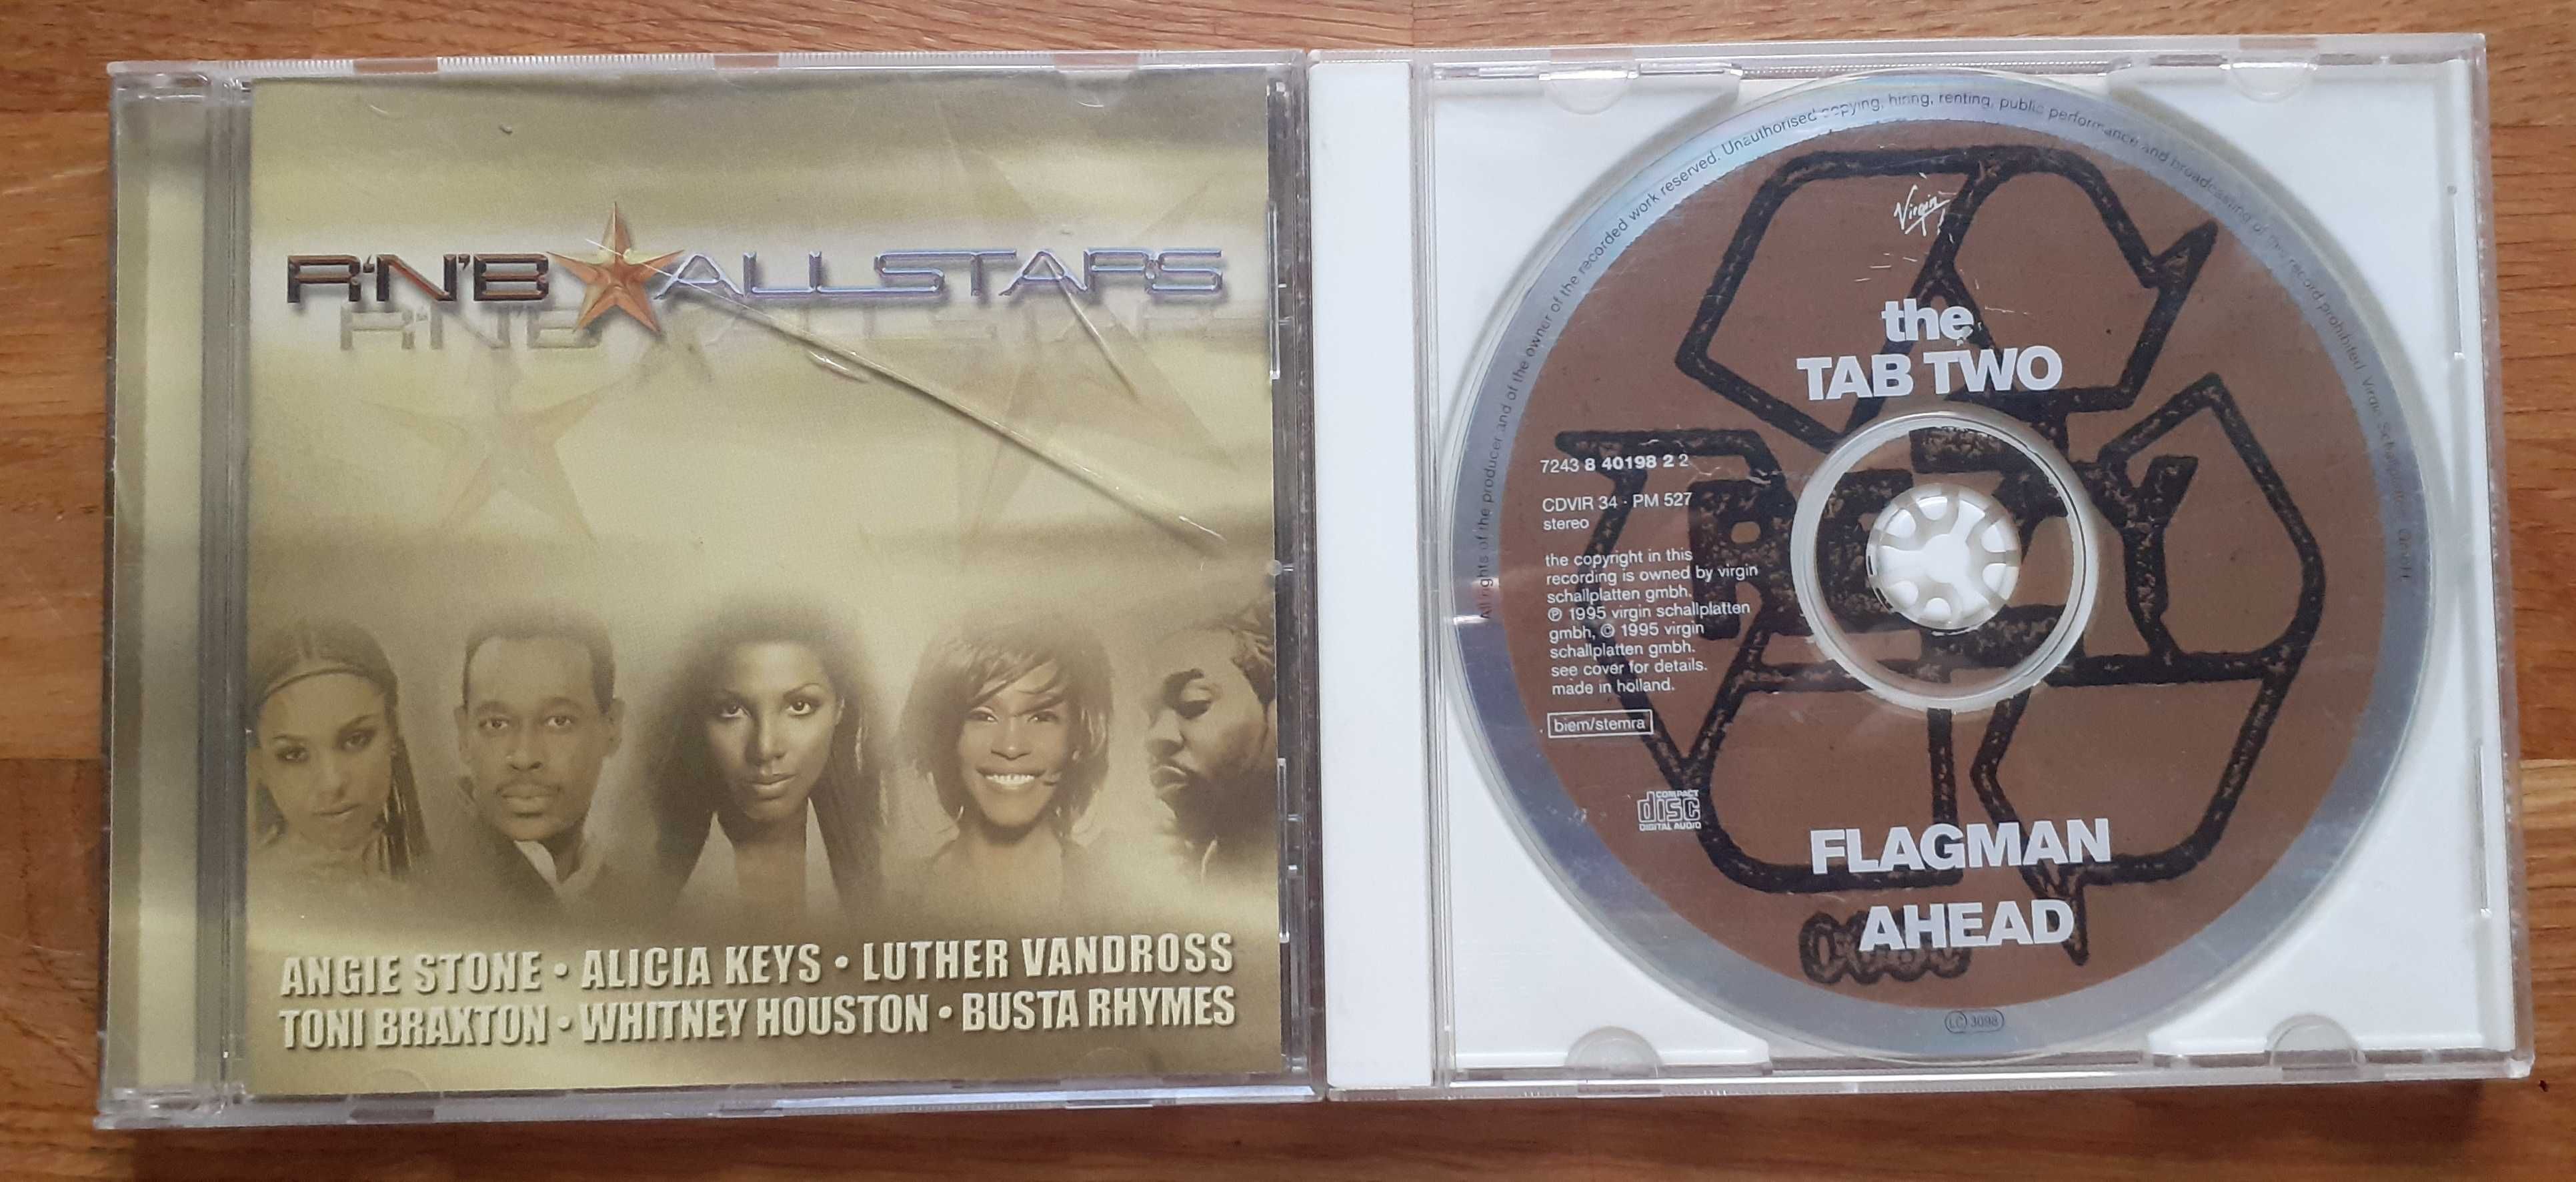 R'N'B ALLSTARS
ANGIE STONE • ALICIA KEYS • LUTHER VANDROSS
TONI BRAXTON • WHITNEY HOUSTON • BUSTA RHYMES
All rights of the producer and of the owner of the recorded work reserved. Unauthorised copying, hiring, renting, public performance and broadcasting of this record prohibited. Virgin Schallplatten GmbH
Virgin
the
TAB TWO
7243 8 40198 2 2
CDVIR 34 · PM 527
stereo
the copyright in this
recording is owned by virgin
schallplatten gmbh.
℗ 1995 virgin schallplatten
gmbh, © 1995 virgin
schallplatten gmbh.
see cover for details.
made in holland.
biem/stemra
COMPACT
disc
DIGITAL AUDIO
FLAGMAN
AHEAD
LC 3098